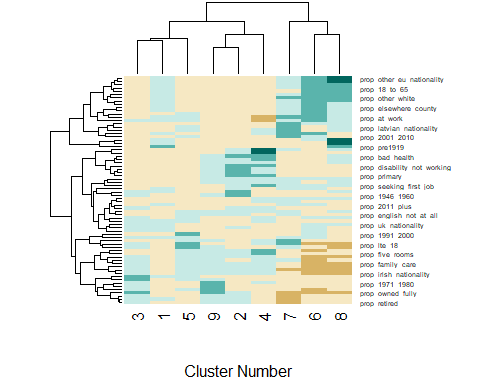 prop other eu nationality
prop 18 to 65
prop other white
prop elsewhere county
prop at work
prop latvian nationality
prop 2001 2010
prop pre1919
prop bad health
prop disability not working
prop primary
prop seeking first job
prop 1946 1960
prop 2011 plus
prop english not at all
prop uk nationality
prop 1991 2000
prop lte 18
prop five rooms
prop family care
prop irish nationality
prop 1971 1980
prop owned fully
prop retired
3 1 5 9 2 4 7 6 8
Cluster Number